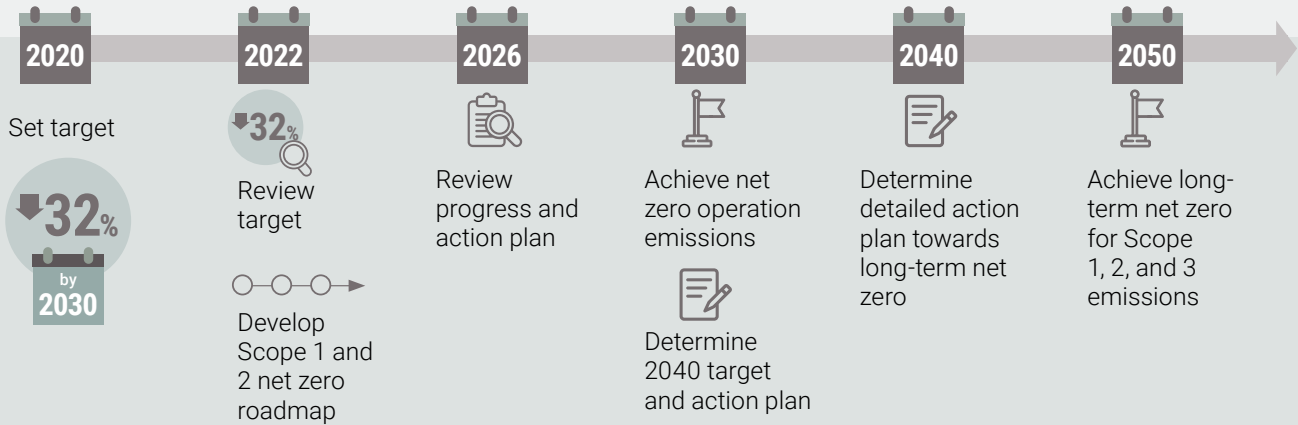 2020
2022
2026
2030
2040
2050
Set target
32%
by
2030
32%
Review
target
Develop
Scope 1 and
2 net zero
roadmap
Review
progress and
action plan
Achieve net
zero operation
emissions
Determine
2040 target
and action plan
Determine
detailed action
plan towards
long-term net
zero
Achieve long-
term net zero
for Scope
1, 2, and 3
emissions